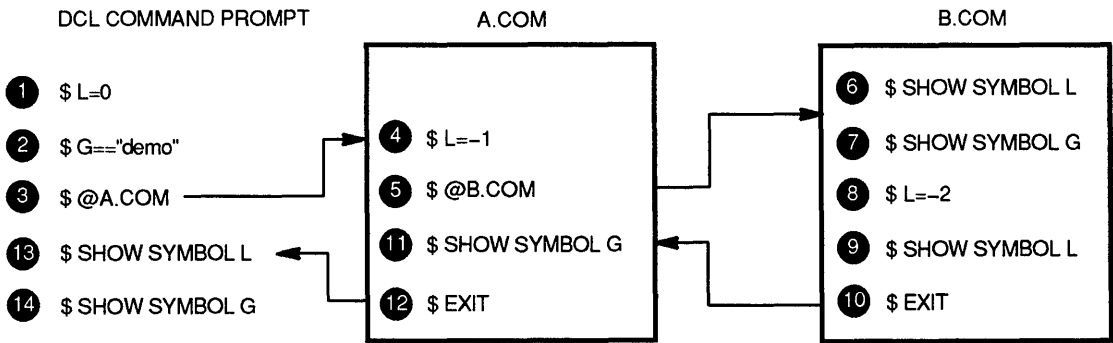 DCL COMMAND PROMPT
1 $ L=0
2 $ G=="demo"
3 $ @A.COM
13 $ SHOW SYMBOL L
14 $ SHOW SYMBOL G
A.COM
4 $ L=-1
5 $ @B.COM
11 $ SHOW SYMBOL G
12 $ EXIT
B.COM
6 $ SHOW SYMBOL L
7 $ SHOW SYMBOL G
8 $ L=-2
9 $ SHOW SYMBOL L
10 $ EXIT